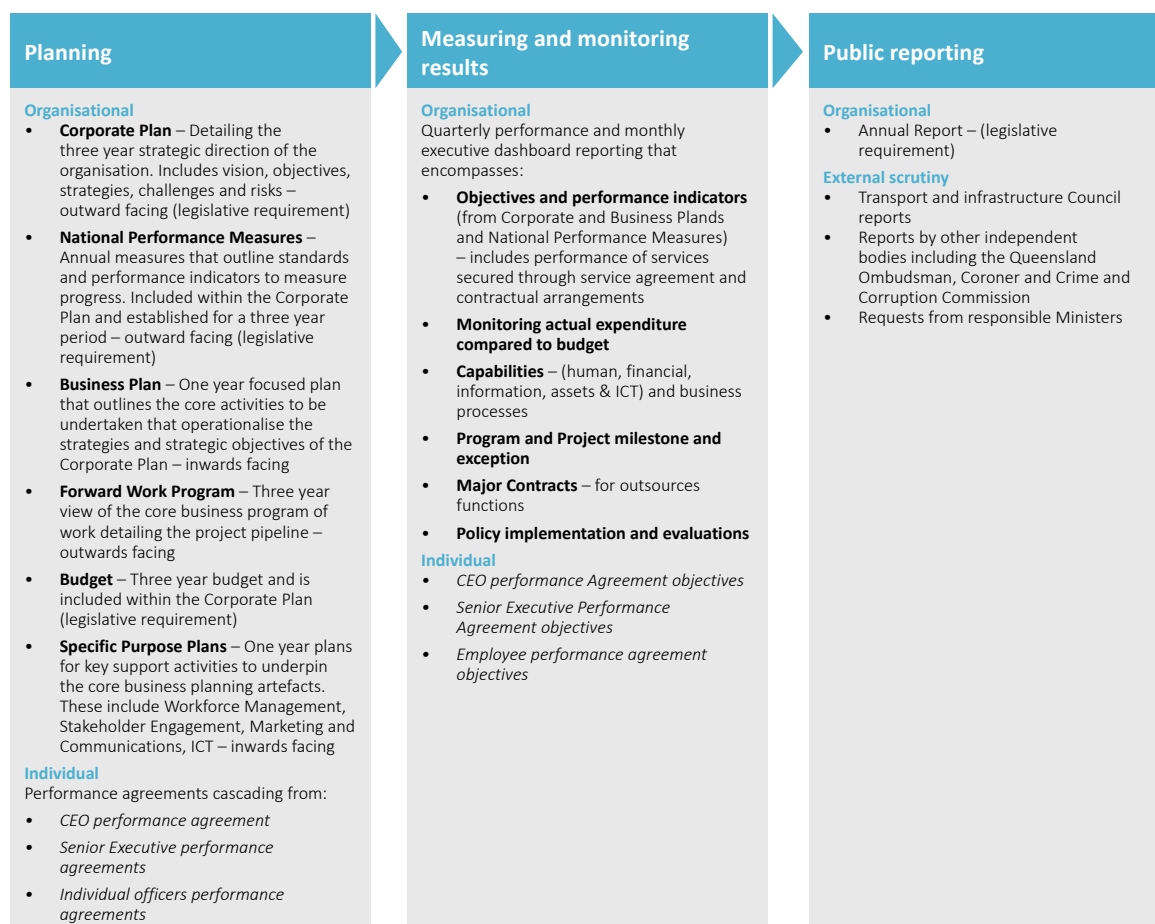 Planning
Organisational
• Corporate Plan – Detailing the
three year strategic direction of the
organisation. Includes vision, objectives,
strategies, challenges and risks –
outward facing (legislative requirement)
• National Performance Measures –
Annual measures that outline standards
and performance indicators to measure
progress. Included within the Corporate
Plan and established for a three year
period – outward facing (legislative
requirement)
• Business Plan – One year focused plan
that outlines the core activities to be
undertaken that operationalise the
strategies and strategic objectives of the
Corporate Plan – inwards facing
• Forward Work Program – Three year
view of the core business program of
work detailing the project pipeline –
outwards facing
• Budget – Three year budget and is
included within the Corporate Plan
(legislative requirement)
• Specific Purpose Plans – One year plans
for key support activities to underpin
the core business planning artefacts.
These include Workforce Management,
Stakeholder Engagement, Marketing and
Communications, ICT – inwards facing
Individual
Performance agreements cascading from:
• CEO performance agreement
• Senior Executive performance
agreements
• Individual officers performance
agreements
Measuring and monitoring
results
Organisational
Quarterly performance and monthly
executive dashboard reporting that
encompasses:
• Objectives and performance indicators
(from Corporate and Business Plands
and National Performance Measures)
– includes performance of services
secured through service agreement and
contractual arrangements
• Monitoring actual expenditure
compared to budget
• Capabilities – (human, financial,
information, assets & ICT) and business
processes
• Program and Project milestone and
exception
• Major Contracts – for outsources
functions
• Policy implementation and evaluations
Individual
• CEO performance Agreement objectives
• Senior Executive Performance
Agreement objectives
• Employee performance agreement
objectives
Public reporting
Organisational
• Annual Report – (legislative
requirement)
External scrutiny
• Transport and infrastructure Council
reports
• Reports by other independent
bodies including the Queensland
Ombudsman, Coroner and Crime and
Corruption Commission
• Requests from responsible Ministers